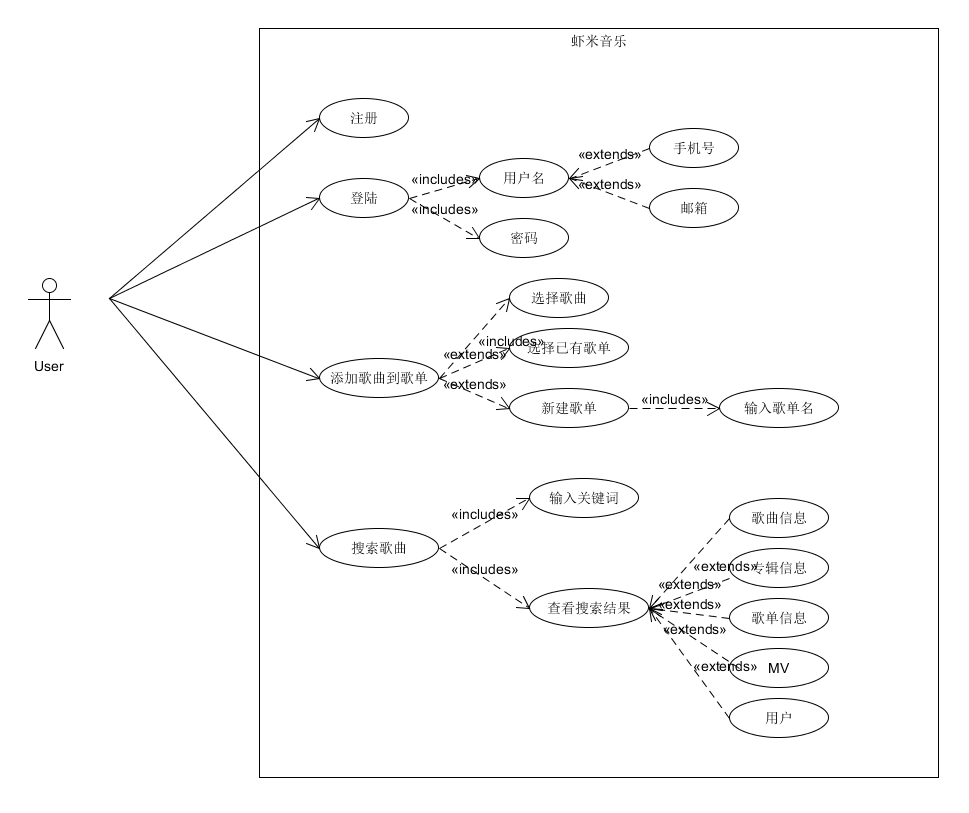 虾米音乐
注册
登陆
«includes»
«includes»
用户名
密码
«extends»
«extends»
手机号
邮箱
User
添加歌曲到歌单
«includes»
«extends»
«extends»
选择歌曲
选择已有歌单
新建歌单
«includes»
输入歌单名
搜索歌曲
«includes»
«includes»
输入关键词
查看搜索结果
«extends»
«extends»
«extends»
«extends»
«extends»
歌曲信息
专辑信息
歌单信息
MV
用户